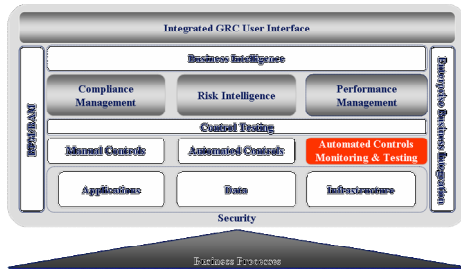 Integrated GRC User Interface
Business Intelligence
Compliance
Management
Risk Intelligence
Performance
Management
Control Testing
Manual Controls
Automated Controls
Automated Controls
Monitoring & Testing
Applications
Data
Infrastructure
Security
Business Processes
Enterprise Business Integration